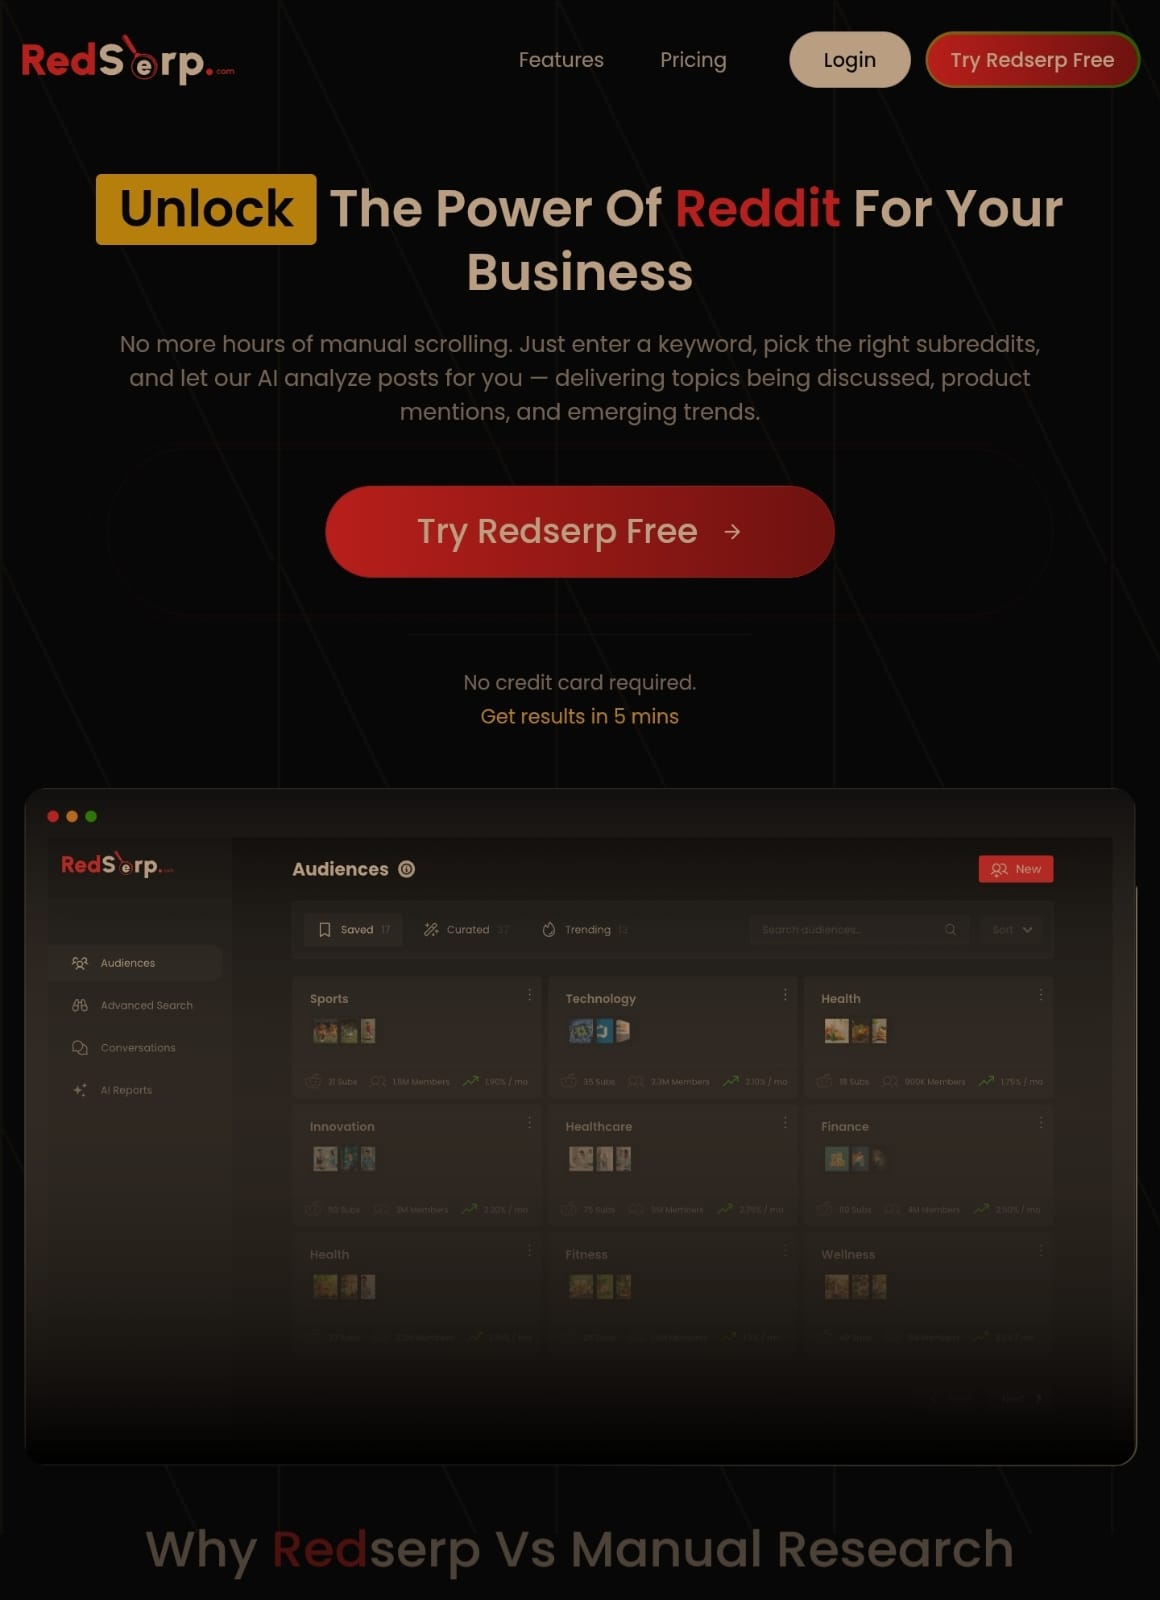 RedSerp.com
Features
Pricing
Login
Try Redserp Free
Unlock The Power Of Reddit For Your
Business
No more hours of manual scrolling. Just enter a keyword, pick the right subreddits,
and let our AI analyze posts for you — delivering topics being discussed, product
mentions, and emerging trends.
Try Redserp Free →
No credit card required.
Get results in 5 mins
RedSerp.com
Audiences
New
Saved 17
Curated 37
Trending 13
Search audiences...
Sort
Audiences
Advanced Search
Conversations
AI Reports
Sports
21 Subs 1.8M Members 1.90% / mo
Technology
35 Subs 2.3M Members 2.10% / mo
Health
18 Subs 900K Members 1.75% / mo
Innovation
50 Subs 3M Members 2.20% / mo
Healthcare
75 Subs 5M Members 2.75% / mo
Finance
60 Subs 4M Members 2.50% / mo
Health
Fitness
Wellness
Next
Why Redserp Vs Manual Research